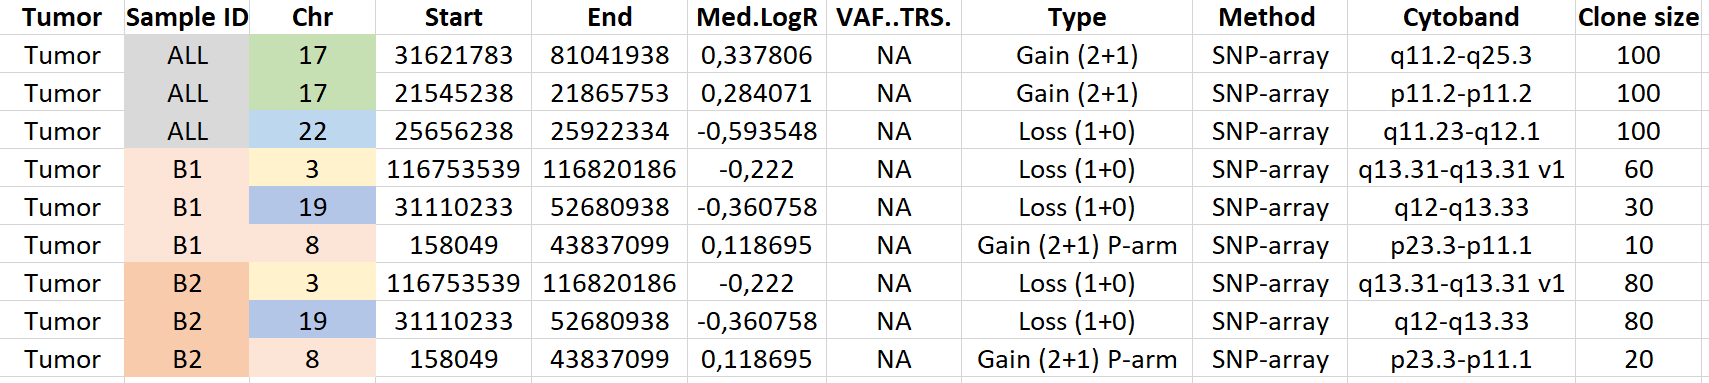 Tumor Sample ID Chr Start End Med.LogR VAF..TRS. Type Method Cytoband Clone size
Tumor ALL 17 31621783 81041938 0,337806 NA Gain (2+1) SNP-array q11.2-q25.3 100
Tumor ALL 17 21545238 21865753 0,284071 NA Gain (2+1) SNP-array p11.2-p11.2 100
Tumor ALL 22 25656238 25922334 -0,593548 NA Loss (1+0) SNP-array q11.23-q12.1 100
Tumor B1 3 116753539 116820186 -0,222 NA Loss (1+0) SNP-array q13.31-q13.31 v1 60
Tumor B1 19 31110233 52680938 -0,360758 NA Loss (1+0) SNP-array q12-q13.33 30
Tumor B1 8 158049 43837099 0,118695 NA Gain (2+1) P-arm SNP-array p23.3-p11.1 10
Tumor B2 3 116753539 116820186 -0,222 NA Loss (1+0) SNP-array q13.31-q13.31 v1 80
Tumor B2 19 31110233 52680938 -0,360758 NA Loss (1+0) SNP-array q12-q13.33 80
Tumor B2 8 158049 43837099 0,118695 NA Gain (2+1) P-arm SNP-array p23.3-p11.1 20